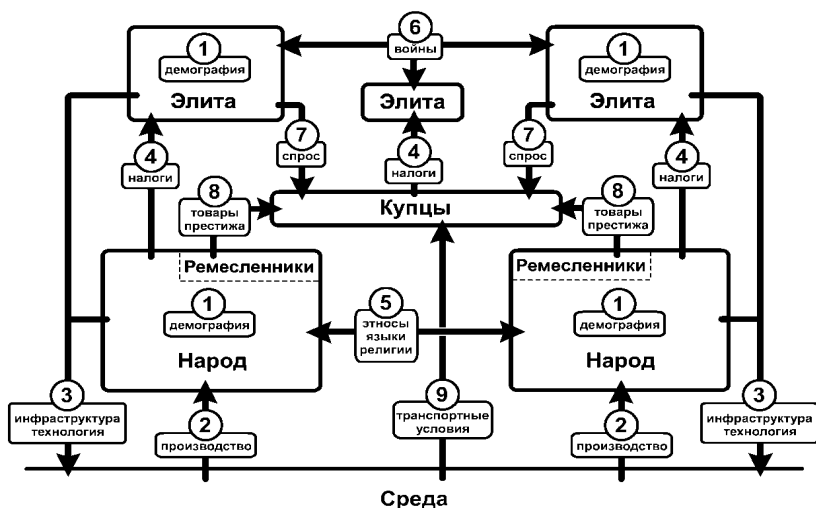 6
войны
1
демография
Элита
Элита
1
демография
Элита
7
спрос
4
налоги
7
спрос
4
налоги
4
налоги
8
товары
престижа
Купцы
8
товары
престижа
Ремесленники
Ремесленники
1
демография
Народ
5
этносы
языки
религии
1
демография
Народ
3
инфраструктура
технология
2
производство
9
транспортные
условия
2
производство
3
инфраструктура
технология
Среда